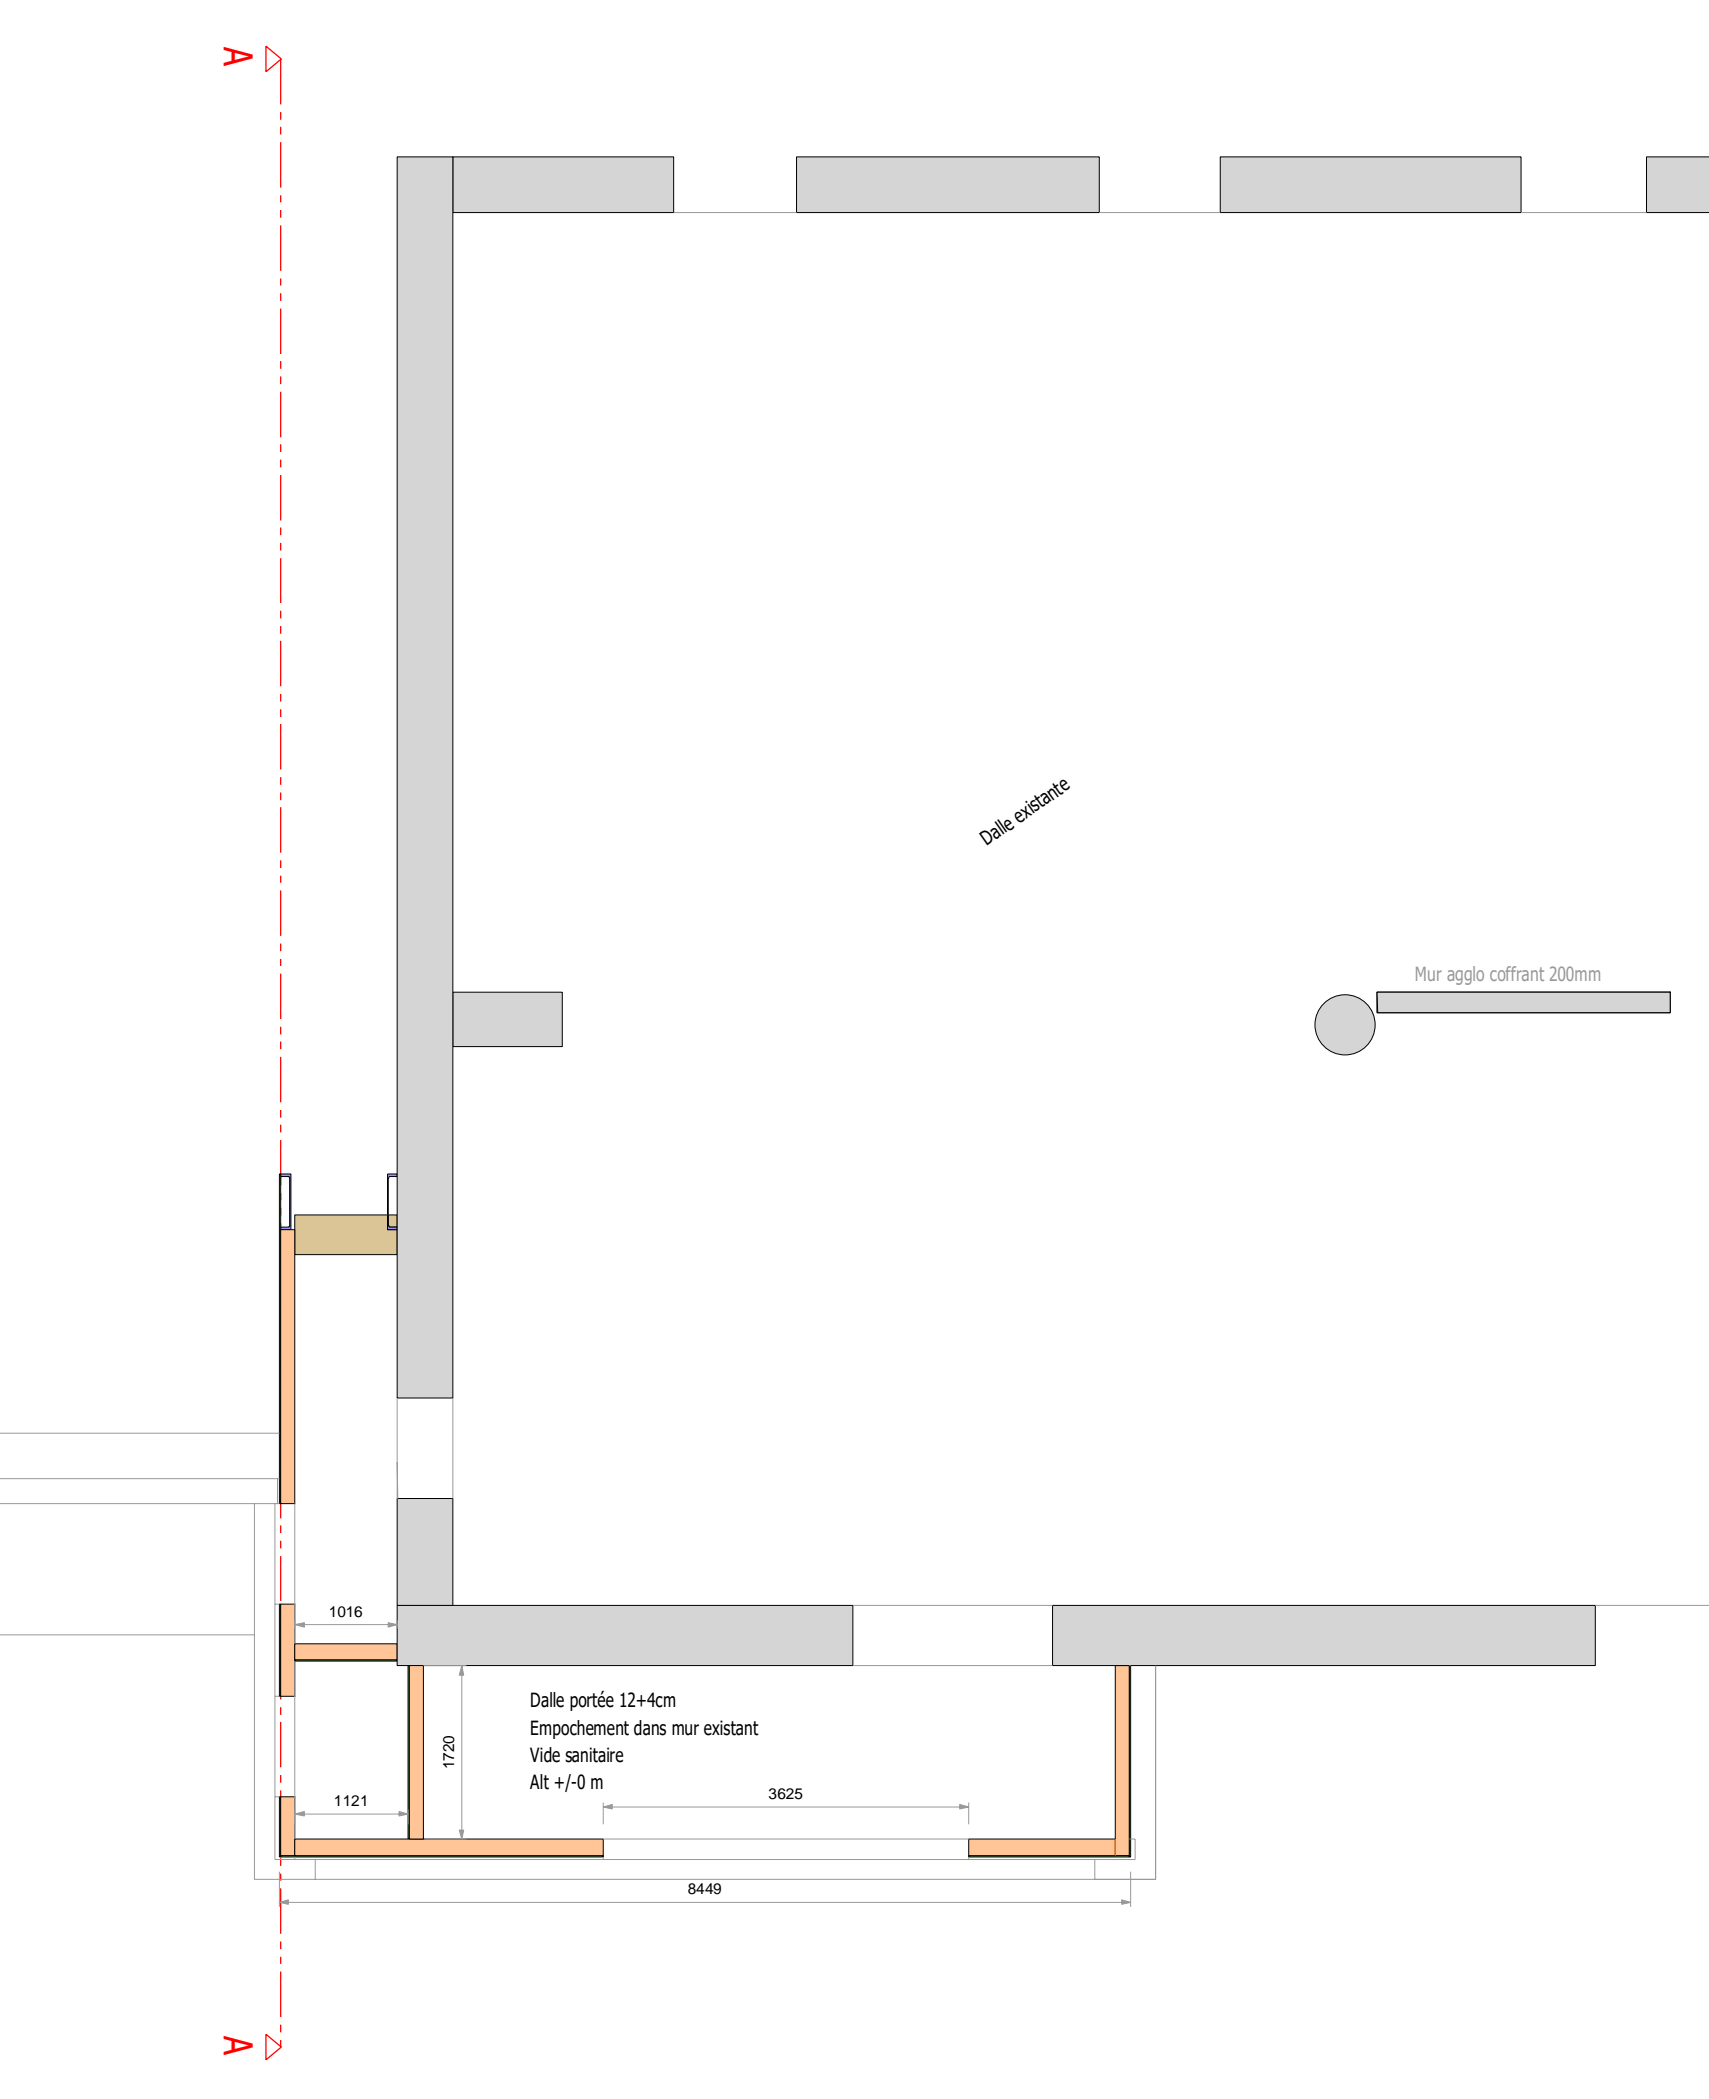 A
Dalle existante
Mur agglo coffrant 200mm
1016
Dalle portée 12+4cm
Empochement dans mur existant
Vide sanitaire
Alt +/-0 m
1720
1121
3625
8449
A